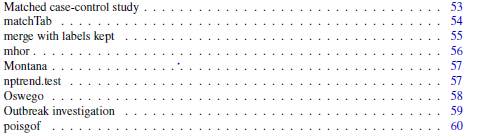 Matched case-control study . . . . . . . . . . . . . . . . . . . . . . . . . . . . . . . . . . 53
matchTab . . . . . . . . . . . . . . . . . . . . . . . . . . . . . . . . . . . . . . . . . . . 54
merge with labels kept . . . . . . . . . . . . . . . . . . . . . . . . . . . . . . . . . . . . 55
mhor . . . . . . . . . . . . . . . . . . . . . . . . . . . . . . . . . . . . . . . . . . . . . 56
Montana . . . . . . . . . . . . . . . . . . . . . . . . . . . . . . . . . . . . . . . . . . . . 57
nptrend.test . . . . . . . . . . . . . . . . . . . . . . . . . . . . . . . . . . . . . . . . . . 57
Oswego . . . . . . . . . . . . . . . . . . . . . . . . . . . . . . . . . . . . . . . . . . . . 58
Outbreak investigation . . . . . . . . . . . . . . . . . . . . . . . . . . . . . . . . . . . . 59
poisgof . . . . . . . . . . . . . . . . . . . . . . . . . . . . . . . . . . . . . . . . . . . . 60